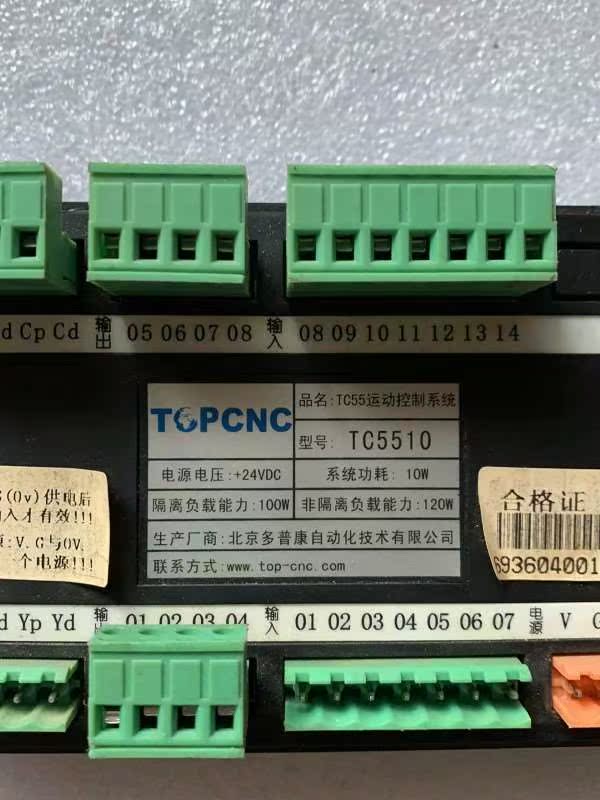 d Cp Cd 输出 05 06 07 08 输入 08 09 10 11 12 13 14
TOPCNC
品名:TC55运动控制系统
型号: TC5510
电源电压:+24VDC 系统功耗: 10W
隔离负载能力:100W 非隔离负载能力:120W
生产厂商:北京多普康自动化技术有限公司
联系方式:www.top-cnc.com
(0v)供电后
入才有效!!!
:V.G与0V
个电源!!!
合格证
693604001
d Yp Yd 输 01 02 03 04 输入 01 02 03 04 05 06 07 电源 V